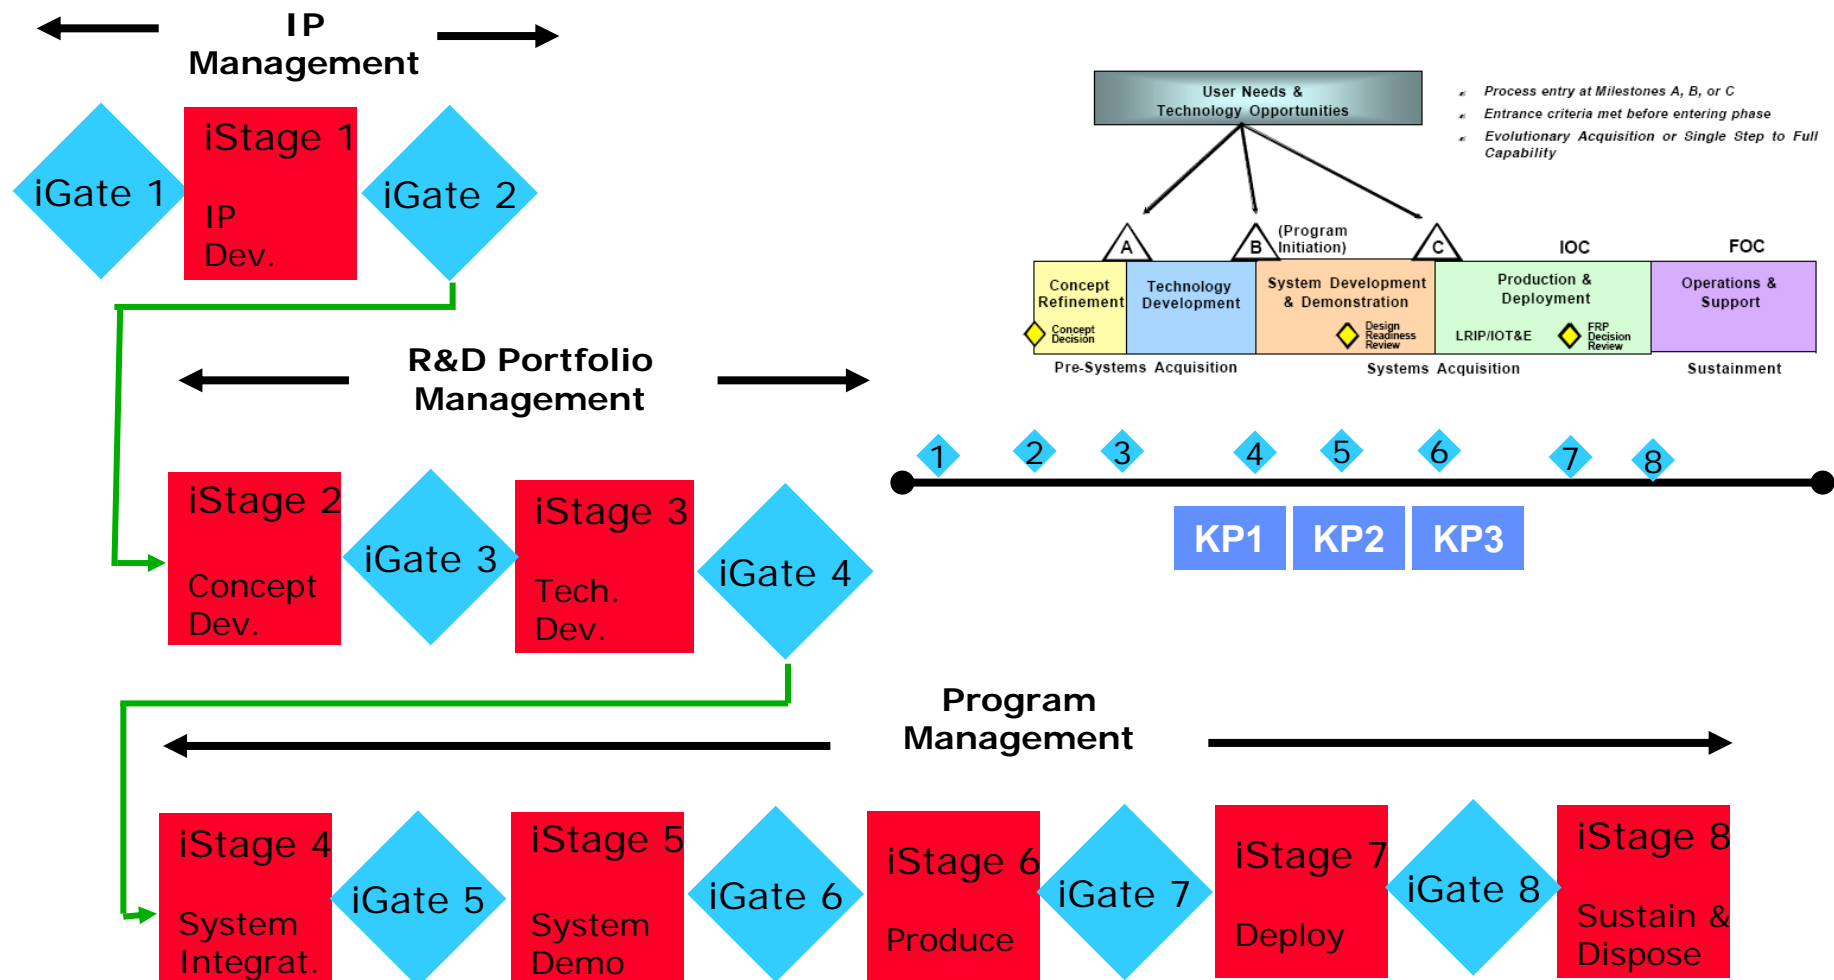 IP
Management
iGate 1
iStage 1
IP
Dev.
iGate 2
User Needs &
Technology Opportunities
Process entry at Milestones A, B, or C
Entrance criteria met before entering phase
Evolutionary Acquisition or Single Step to Full
Capability
A
B
(Program
Initiation)
C
IOC
FOC
Concept
Refinement
Technology
Development
System Development
& Demonstration
Production &
Deployment
Operations &
Support
Concept
Decision
Design
Readiness
Review
LRIP/IOT&E
FRP
Decision
Review
Pre-Systems Acquisition
Systems Acquisition
Sustainment
R&D Portfolio
Management
iStage 2
Concept
Dev.
iGate 3
iStage 3
Tech.
Dev.
iGate 4
1
2
3
4
5
6
7
8
KP1
KP2
KP3
Program
Management
iStage 4
System
Integrat.
iGate 5
iStage 5
System
Demo
iGate 6
iStage 6
Produce
iGate 7
iStage 7
Deploy
iGate 8
iStage 8
Sustain &
Dispose